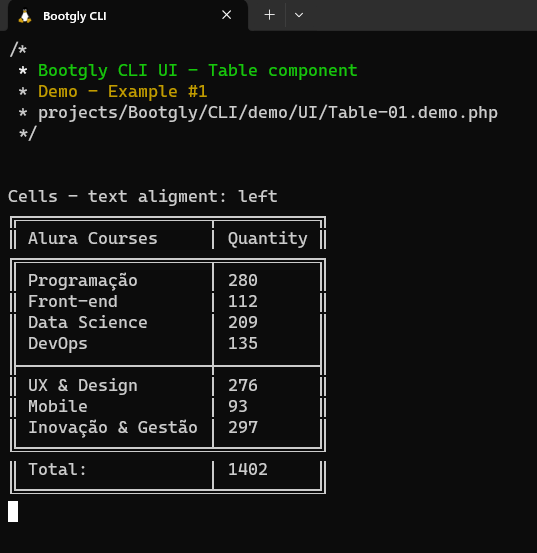 Bootgly CLI
/*
* Bootgly CLI UI - Table component
* Demo - Example #1
* projects/Bootgly/CLI/demo/UI/Table-01.demo.php
*/
Cells - text aligment: left
Alura Courses Quantity
Programação 280
Front-end 112
Data Science 209
DevOps 135
UX & Design 276
Mobile 93
Inovação & Gestão 297
Total: 1402